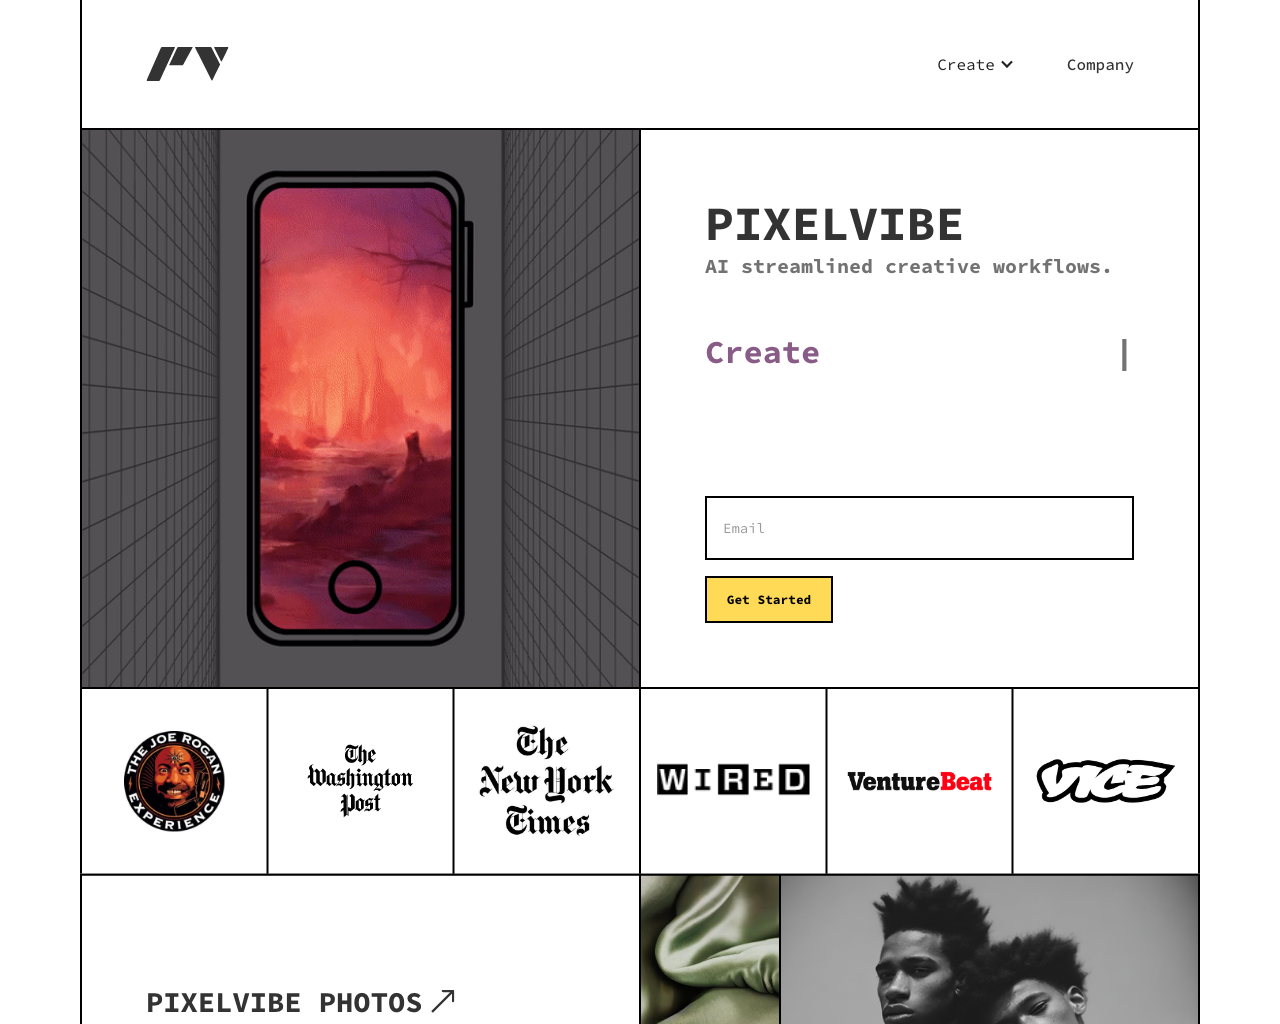 Create
Company
PIXELVIBE
AI streamlined creative workflows.
Create |
Email
Get Started
THE JOE ROGAN EXPERIENCE
The
Washington
Post
The
New York
Times
WIRED
VentureBeat
VICE
PIXELVIBE PHOTOS